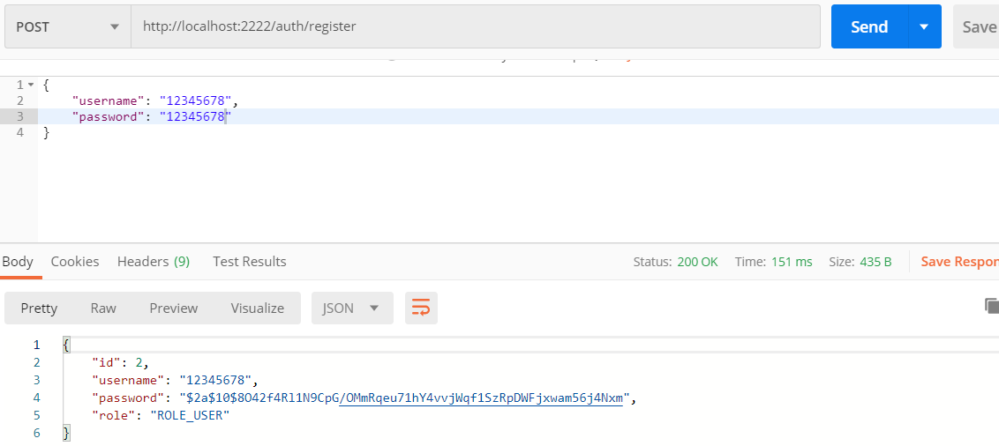 POST http://localhost:2222/auth/register Send Save
1 {
2 "username": "12345678",
3 "password": "12345678"
4 }
Body Cookies Headers (9) Test Results Status: 200 OK Time: 151 ms Size: 435 B Save Respon
Pretty Raw Preview Visualize JSON
1 {
2 "id": 2,
3 "username": "12345678",
4 "password": "$2a$10$8O42f4Rl1N9CpG/OMmRqeu71hY4vvjWqf1SzRpDWFjxwam56j4Nxm",
5 "role": "ROLE_USER"
6 }